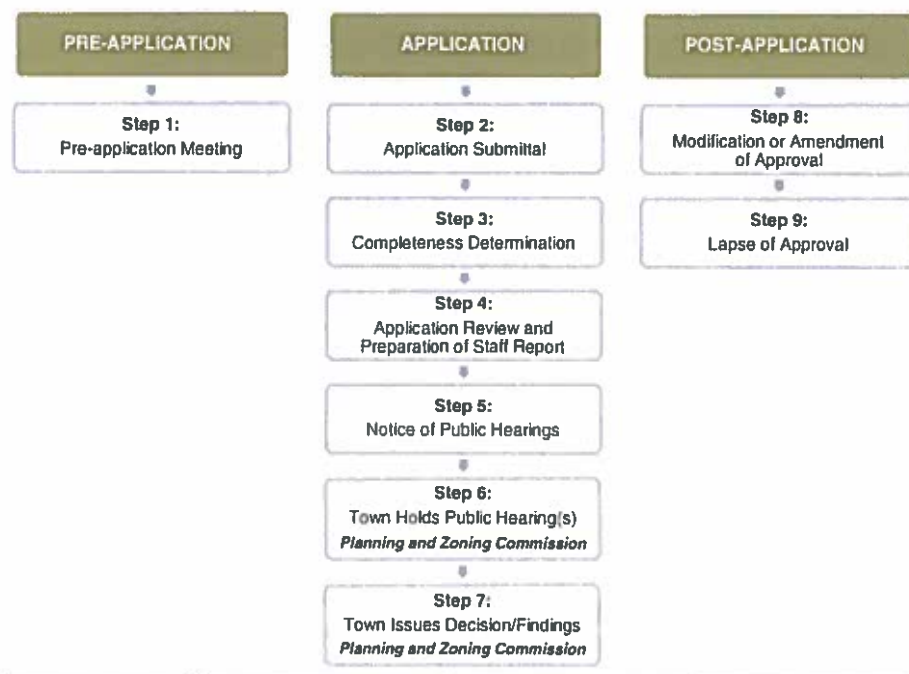 PRE-APPLICATION
Step 1:
Pre-application Meeting
APPLICATION
Step 2:
Application Submittal
Step 3:
Completeness Determination
Step 4:
Application Review and
Preparation of Staff Report
Step 5:
Notice of Public Hearings
Step 6:
Town Holds Public Hearing(s)
Planning and Zoning Commission
Step 7:
Town Issues Decision/Findings
Planning and Zoning Commission
POST-APPLICATION
Step 8:
Modification or Amendment
of Approval
Step 9:
Lapse of Approval